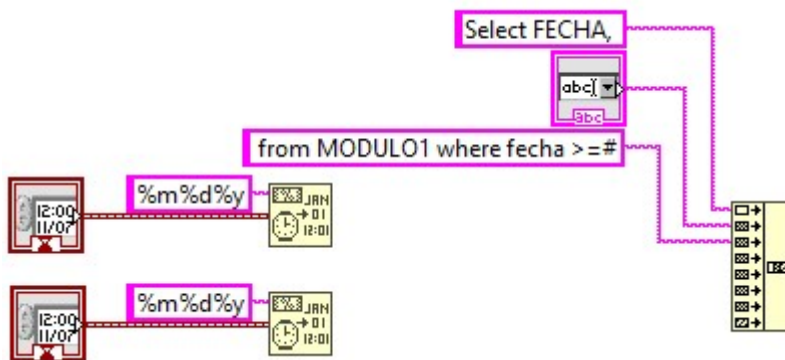 Select FECHA,
abc
abc
from MODULO1 where fecha >=#
%m%d%y
JAN
01
12:01
12:00
11/07
%m%d%y
JAN
01
12:01
12:00
11/07